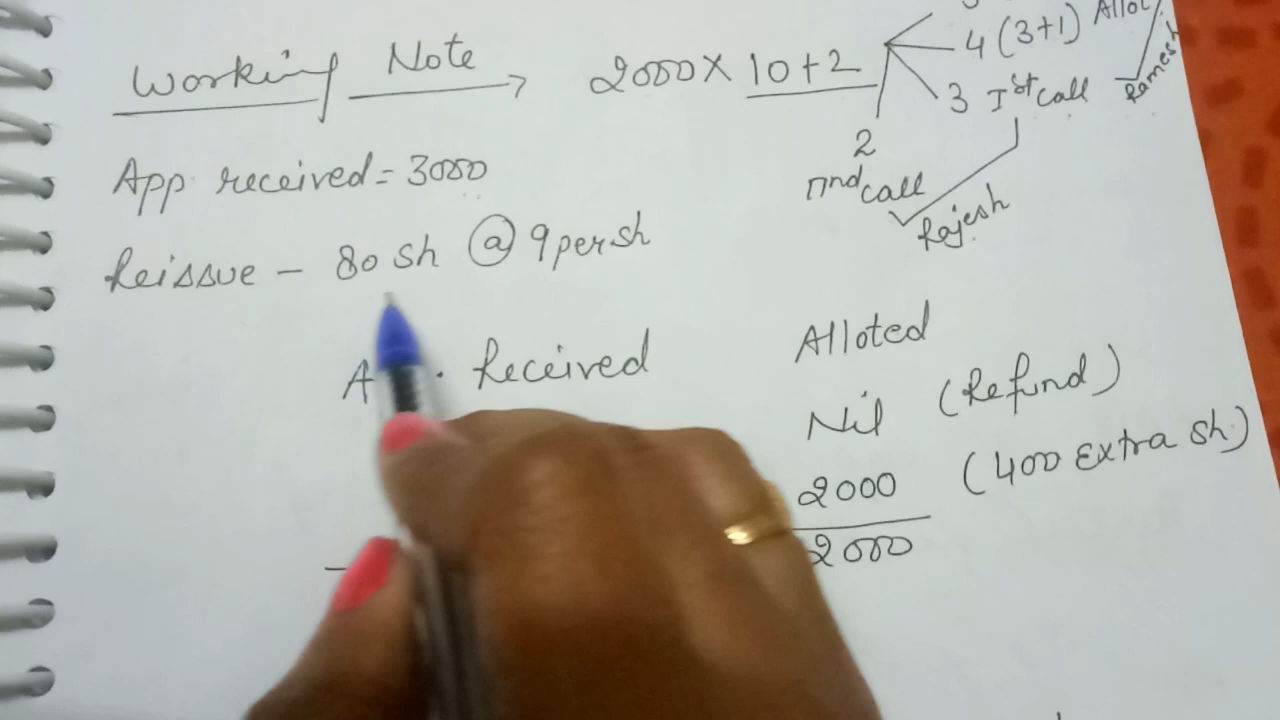 Working Note → 2000 × 10+2
4 (3+1) Allot
Ramesh
3 Ist call
2
IInd call
Rajesh
App. received = 3000
Reissue - 80 sh @ 9 per sh
Received Alloted
Nil (Refund)
2000 (400 Extra sh.)
2000